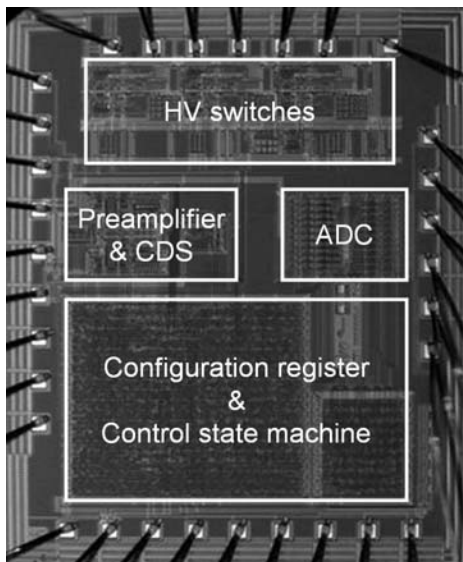 HV switches
Preamplifier
& CDS
ADC
Configuration register
&
Control state machine